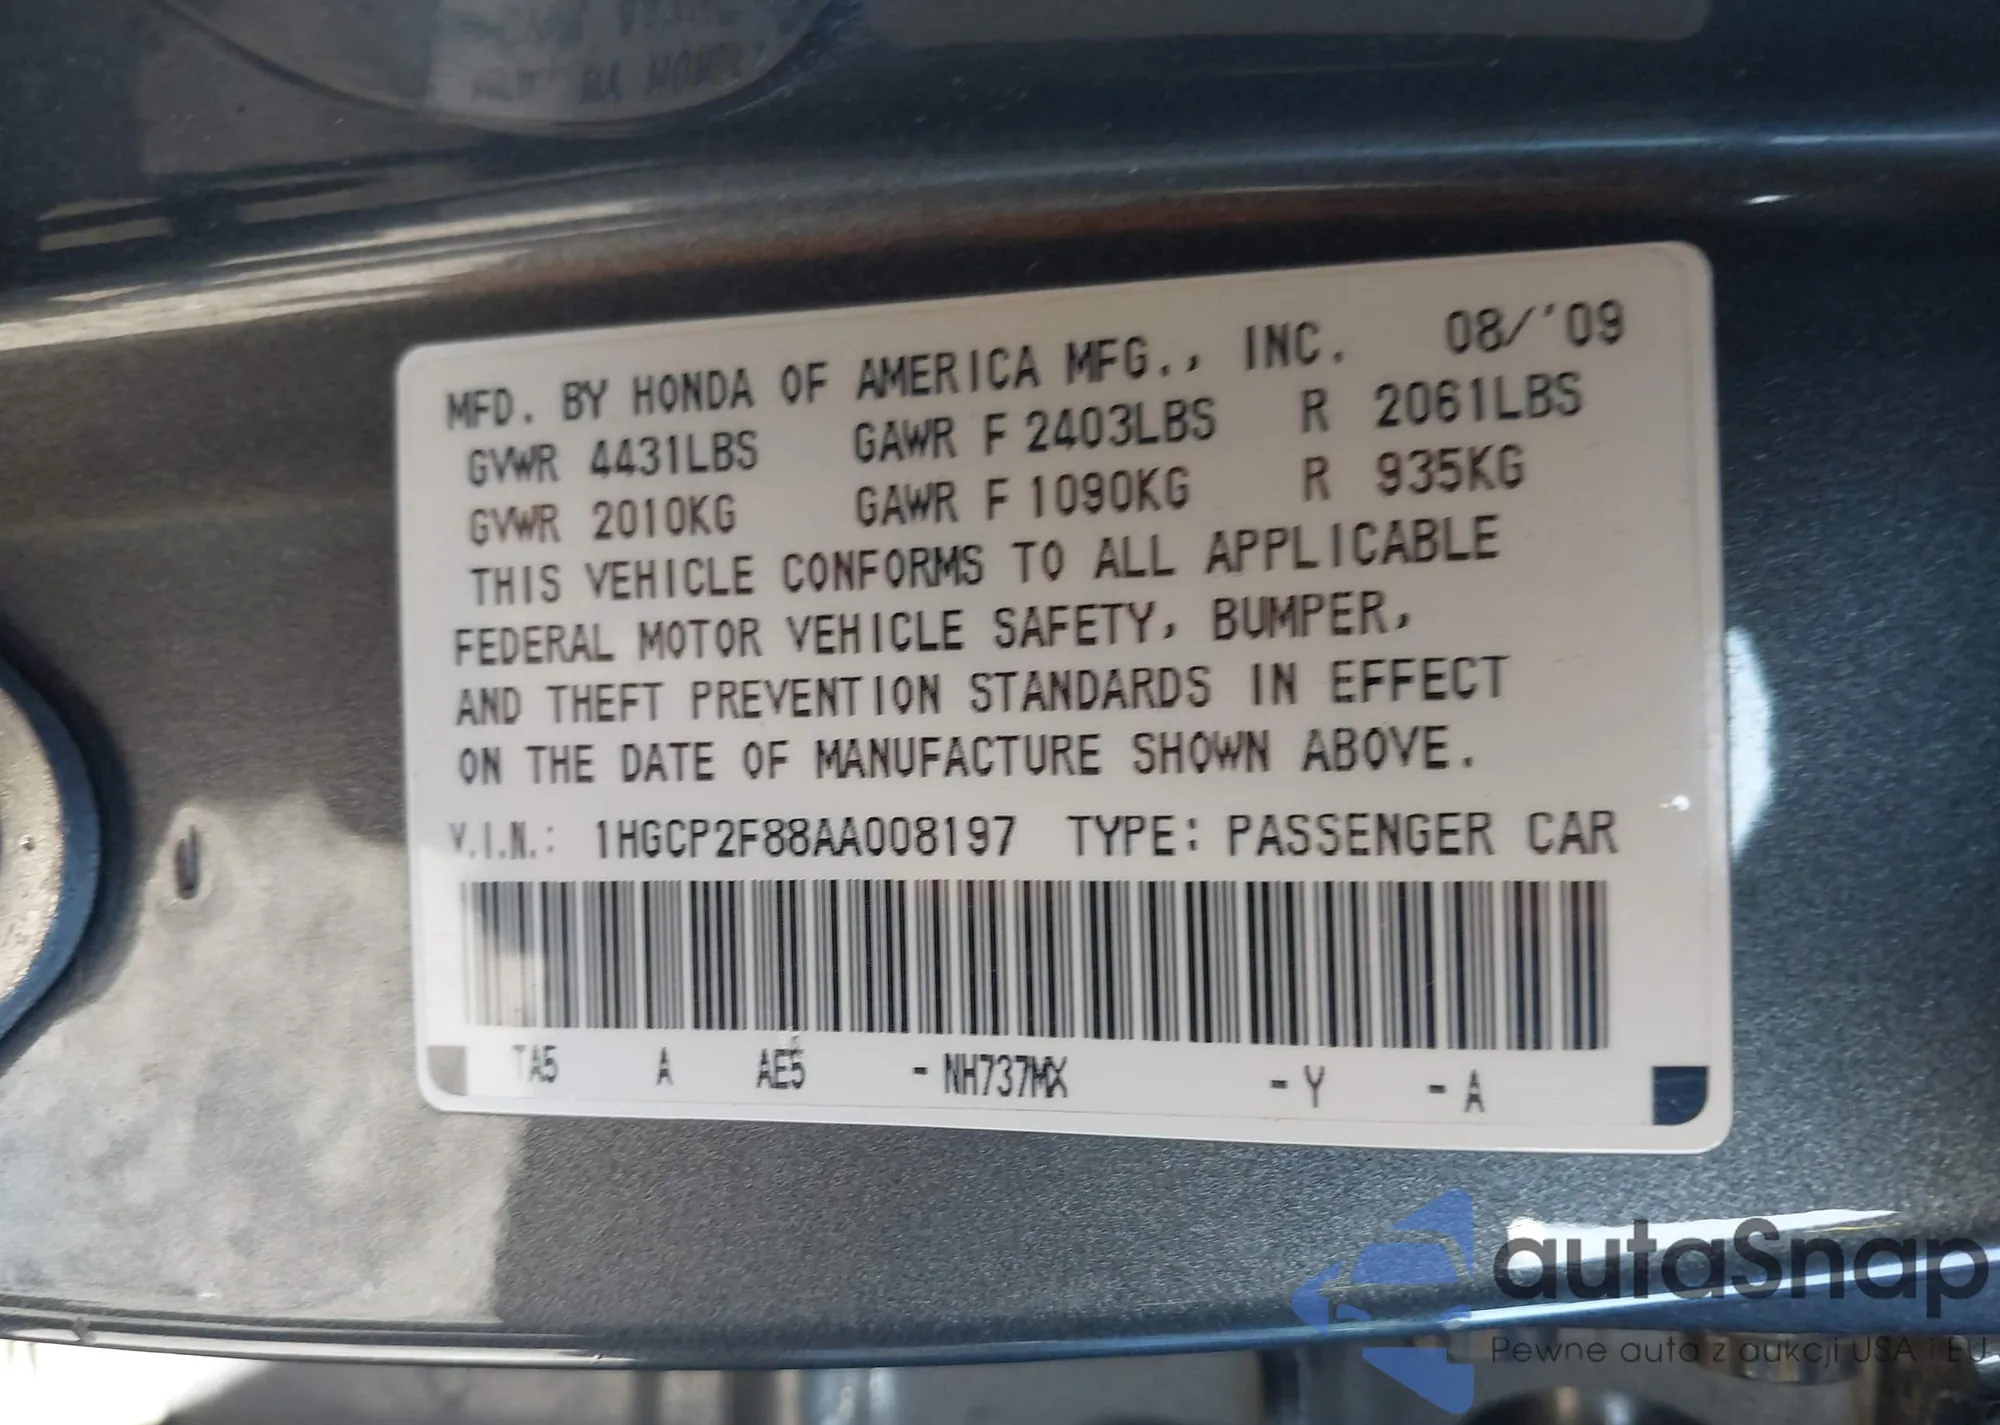 MFD. BY HONDA OF AMERICA MFG., INC. 08/'09
GVWR 4431LBS GAWR F 2403LBS R 2061LBS
GVWR 2010KG GAWR F 1090KG R 935KG
THIS VEHICLE CONFORMS TO ALL APPLICABLE
FEDERAL MOTOR VEHICLE SAFETY, BUMPER,
AND THEFT PREVENTION STANDARDS IN EFFECT
ON THE DATE OF MANUFACTURE SHOWN ABOVE.
V.I.N.: 1HGCP2F88AA008197 TYPE: PASSENGER CAR
TA5 A AE5 - NH737MX - Y - A
autaSnap
Pewne auta z aukcji USA i EU